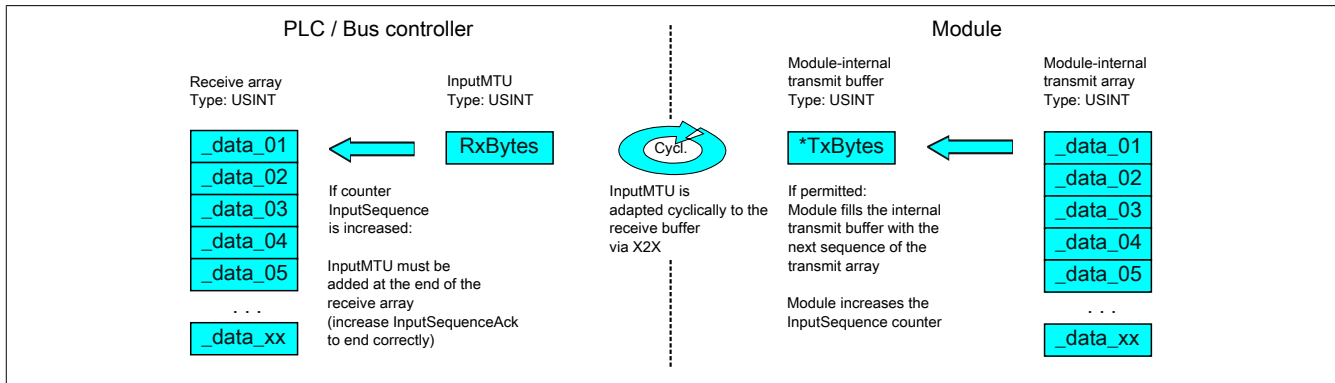 PLC / Bus controller
Module
Receive array
Type: USINT
InputMTU
Type: USINT
Module-internal
transmit buffer
Type: USINT
Module-internal
transmit array
Type: USINT
_data_01
_data_02
_data_03
_data_04
_data_05
. . .
_data_xx
RxBytes
If counter
InputSequence
is increased:
InputMTU must be
added at the end of the
receive array
(increase InputSequenceAck
to end correctly)
Cycl.
InputMTU is
adapted cyclically to the
receive buffer
via X2X
*TxBytes
If permitted:
Module fills the internal
transmit buffer with the
next sequence of the
transmit array
Module increases the
InputSequence counter
_data_01
_data_02
_data_03
_data_04
_data_05
. . .
_data_xx